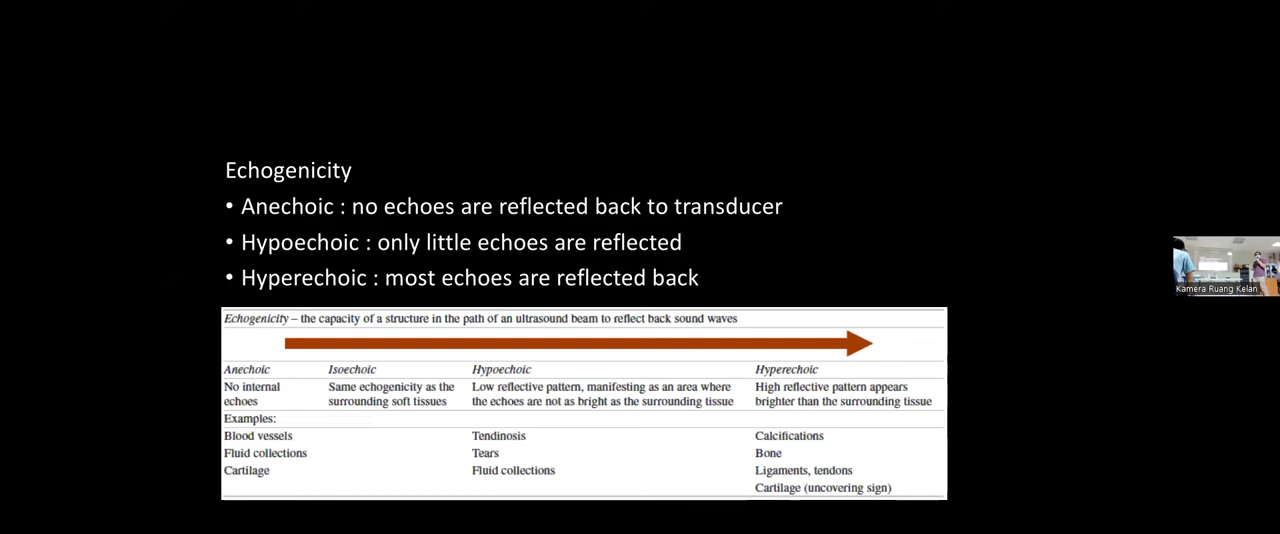 Echogenicity
• Anechoic : no echoes are reflected back to transducer
• Hypoechoic : only little echoes are reflected
• Hyperechoic : most echoes are reflected back
Echogenicity – the capacity of a structure in the path of an ultrasound beam to reflect back sound waves
Anechoic Isoechoic Hypoechoic Hyperechoic
No internal Same echogenicity as the Low reflective pattern, manifesting as an area where High reflective pattern appears
echoes surrounding soft tissues the echoes are not as bright as the surrounding tissue brighter than the surrounding tissue
Examples:
Blood vessels Tendinosis Calcifications
Fluid collections Tears Bone
Cartilage Fluid collections Ligaments, tendons
Cartilage (uncovering sign)
Kamera Ruang Kelan